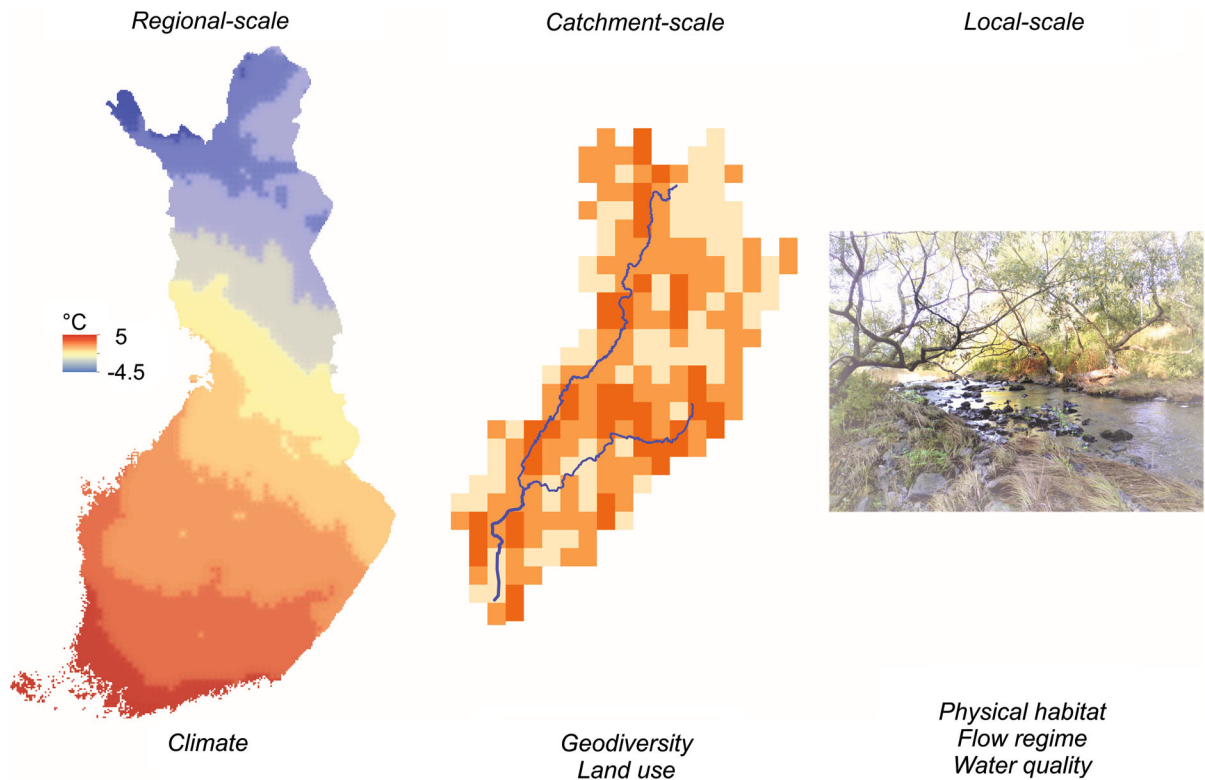 Regional-scale
Catchment-scale
Local-scale
°C
5
-4.5
Climate
Geodiversity
Land use
Physical habitat
Flow regime
Water quality